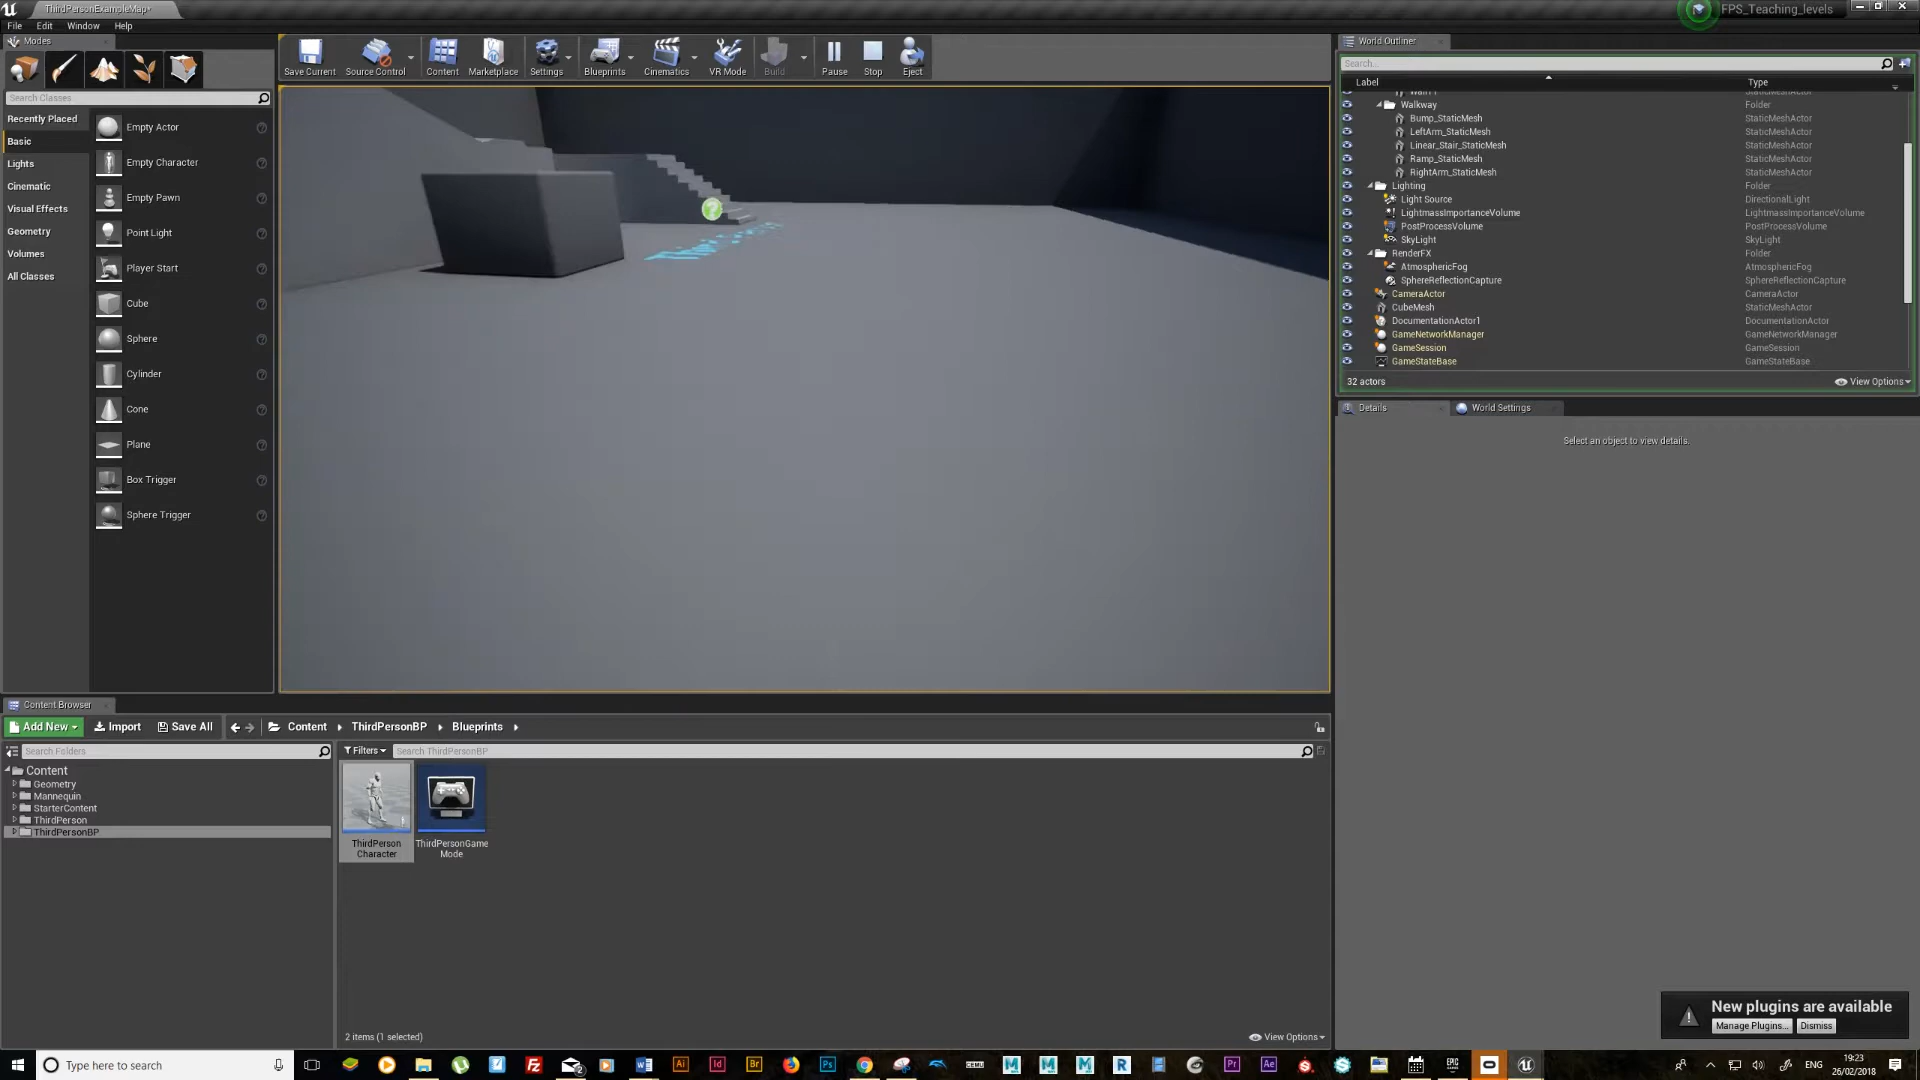 ThirdPersonExampleMap*
FPS_Teaching_levels
File Edit Window Help
Modes
Search Classes
Recently Placed
Basic
Lights
Cinematic
Visual Effects
Geometry
Volumes
All Classes
Empty Actor
Empty Character
Empty Pawn
Point Light
Player Start
Cube
Sphere
Cylinder
Cone
Plane
Box Trigger
Sphere Trigger
Save Current Source Control Content Marketplace Settings Blueprints Cinematics VR Mode Build Pause Stop Eject
World Outliner
Search...
Label Type
StaticMeshActor
Walkway Folder
Bump_StaticMesh StaticMeshActor
LeftArm_StaticMesh StaticMeshActor
Linear_Stair_StaticMesh StaticMeshActor
Ramp_StaticMesh StaticMeshActor
RightArm_StaticMesh StaticMeshActor
Lighting Folder
Light Source DirectionalLight
LightmassImportanceVolume LightmassImportanceVolume
PostProcessVolume PostProcessVolume
SkyLight SkyLight
RenderFX Folder
AtmosphericFog AtmosphericFog
SphereReflectionCapture SphereReflectionCapture
CameraActor CameraActor
CubeMesh StaticMeshActor
DocumentationActor1 DocumentationActor
GameNetworkManager GameNetworkManager
GameSession GameSession
GameStateBase GameStateBase
32 actors View Options
Details World Settings
Select an object to view details.
Content Browser
Add New Import Save All Content ThirdPersonBP Blueprints
Search Folders
Filters Search ThirdPersonBP
Content
Geometry
Mannequin
StarterContent
ThirdPerson
ThirdPersonBP
ThirdPerson
Character
ThirdPersonGame
Mode
2 items (1 selected) View Options
New plugins are available
Manage Plugins... Dismiss
Type here to search
ENG
19:23
26/02/2018